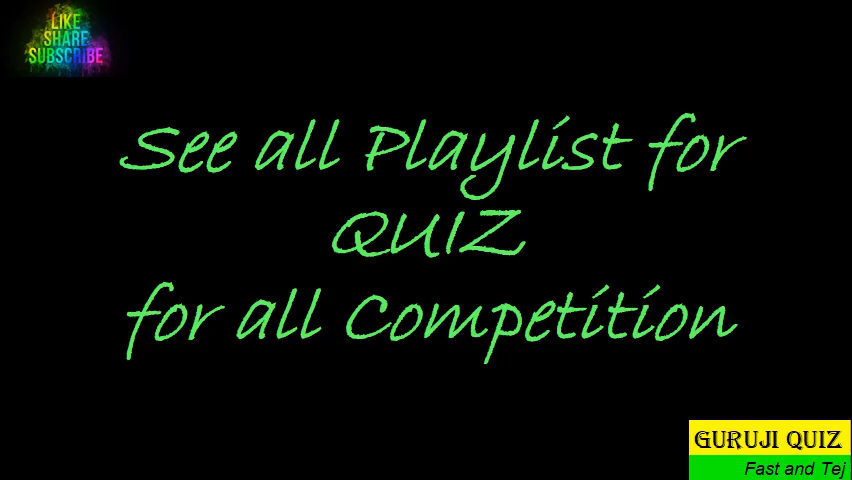 LIKE
SHARE
SUBSCRIBE
See all Playlist for
QUIZ
for all Competition
GURUJI QUIZ
Fast and Tej